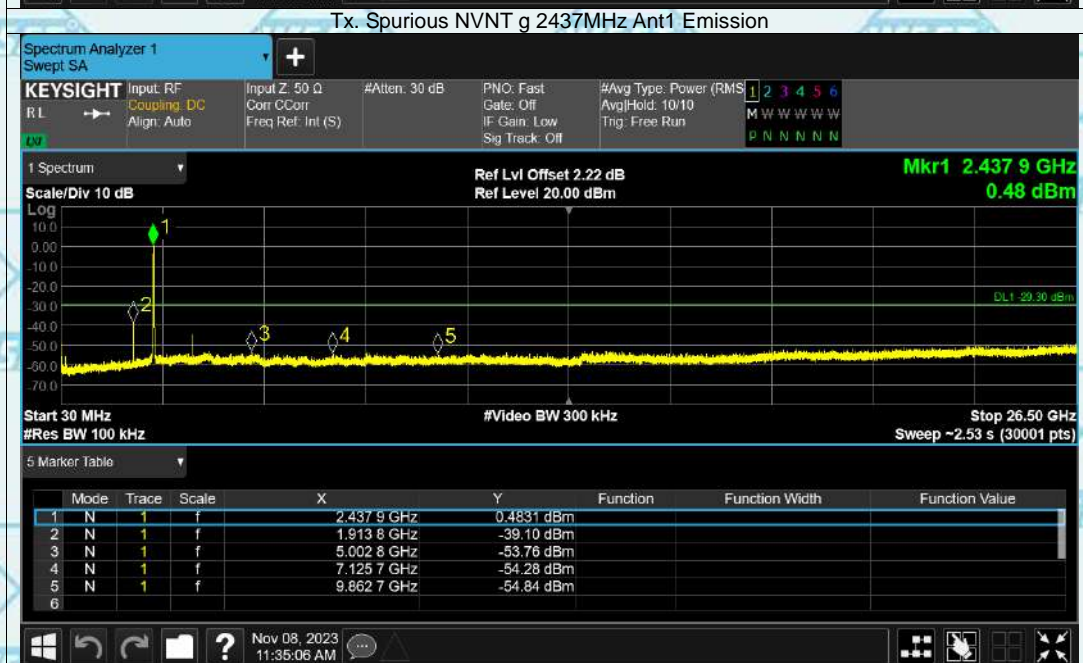 Tx. Spurious NVNT g 2437MHz Ant1 Emission
Spectrum Analyzer 1
Swept SA
+
KEYSIGHT Input: RF Input Z: 50 Ω #Atten: 30 dB PNO: Fast #Avg Type: Power (RMS 1 2 3 4 5 6
RL Coupling: DC Corr CCorr Gate: Off Avg|Hold: 10/10 M W W W W W
Align: Auto Freq Ref: Int (S) IF Gain: Low Trig: Free Run
Sig Track: Off P N N N N N
1 Spectrum Ref Lvl Offset 2.22 dB Mkr1 2.437 9 GHz
Scale/Div 10 dB Ref Level 20.00 dBm 0.48 dBm
Log
10.0 1
0.00
-10.0
-20.0
DL1 -29.30 dBm
-30.0 2
-40.0 3 4 5
-50.0
-60.0
-70.0
Start 30 MHz #Video BW 300 kHz Stop 26.50 GHz
#Res BW 100 kHz Sweep ~2.53 s (30001 pts)
5 Marker Table
Mode Trace Scale X Y Function Function Width Function Value
1 N 1 f 2.437 9 GHz 0.4831 dBm
2 N 1 f 1.913 8 GHz -39.10 dBm
3 N 1 f 5.002 8 GHz -53.76 dBm
4 N 1 f 7.125 7 GHz -54.28 dBm
5 N 1 f 9.862 7 GHz -54.84 dBm
6
? Nov 08, 2023
11:35:06 AM